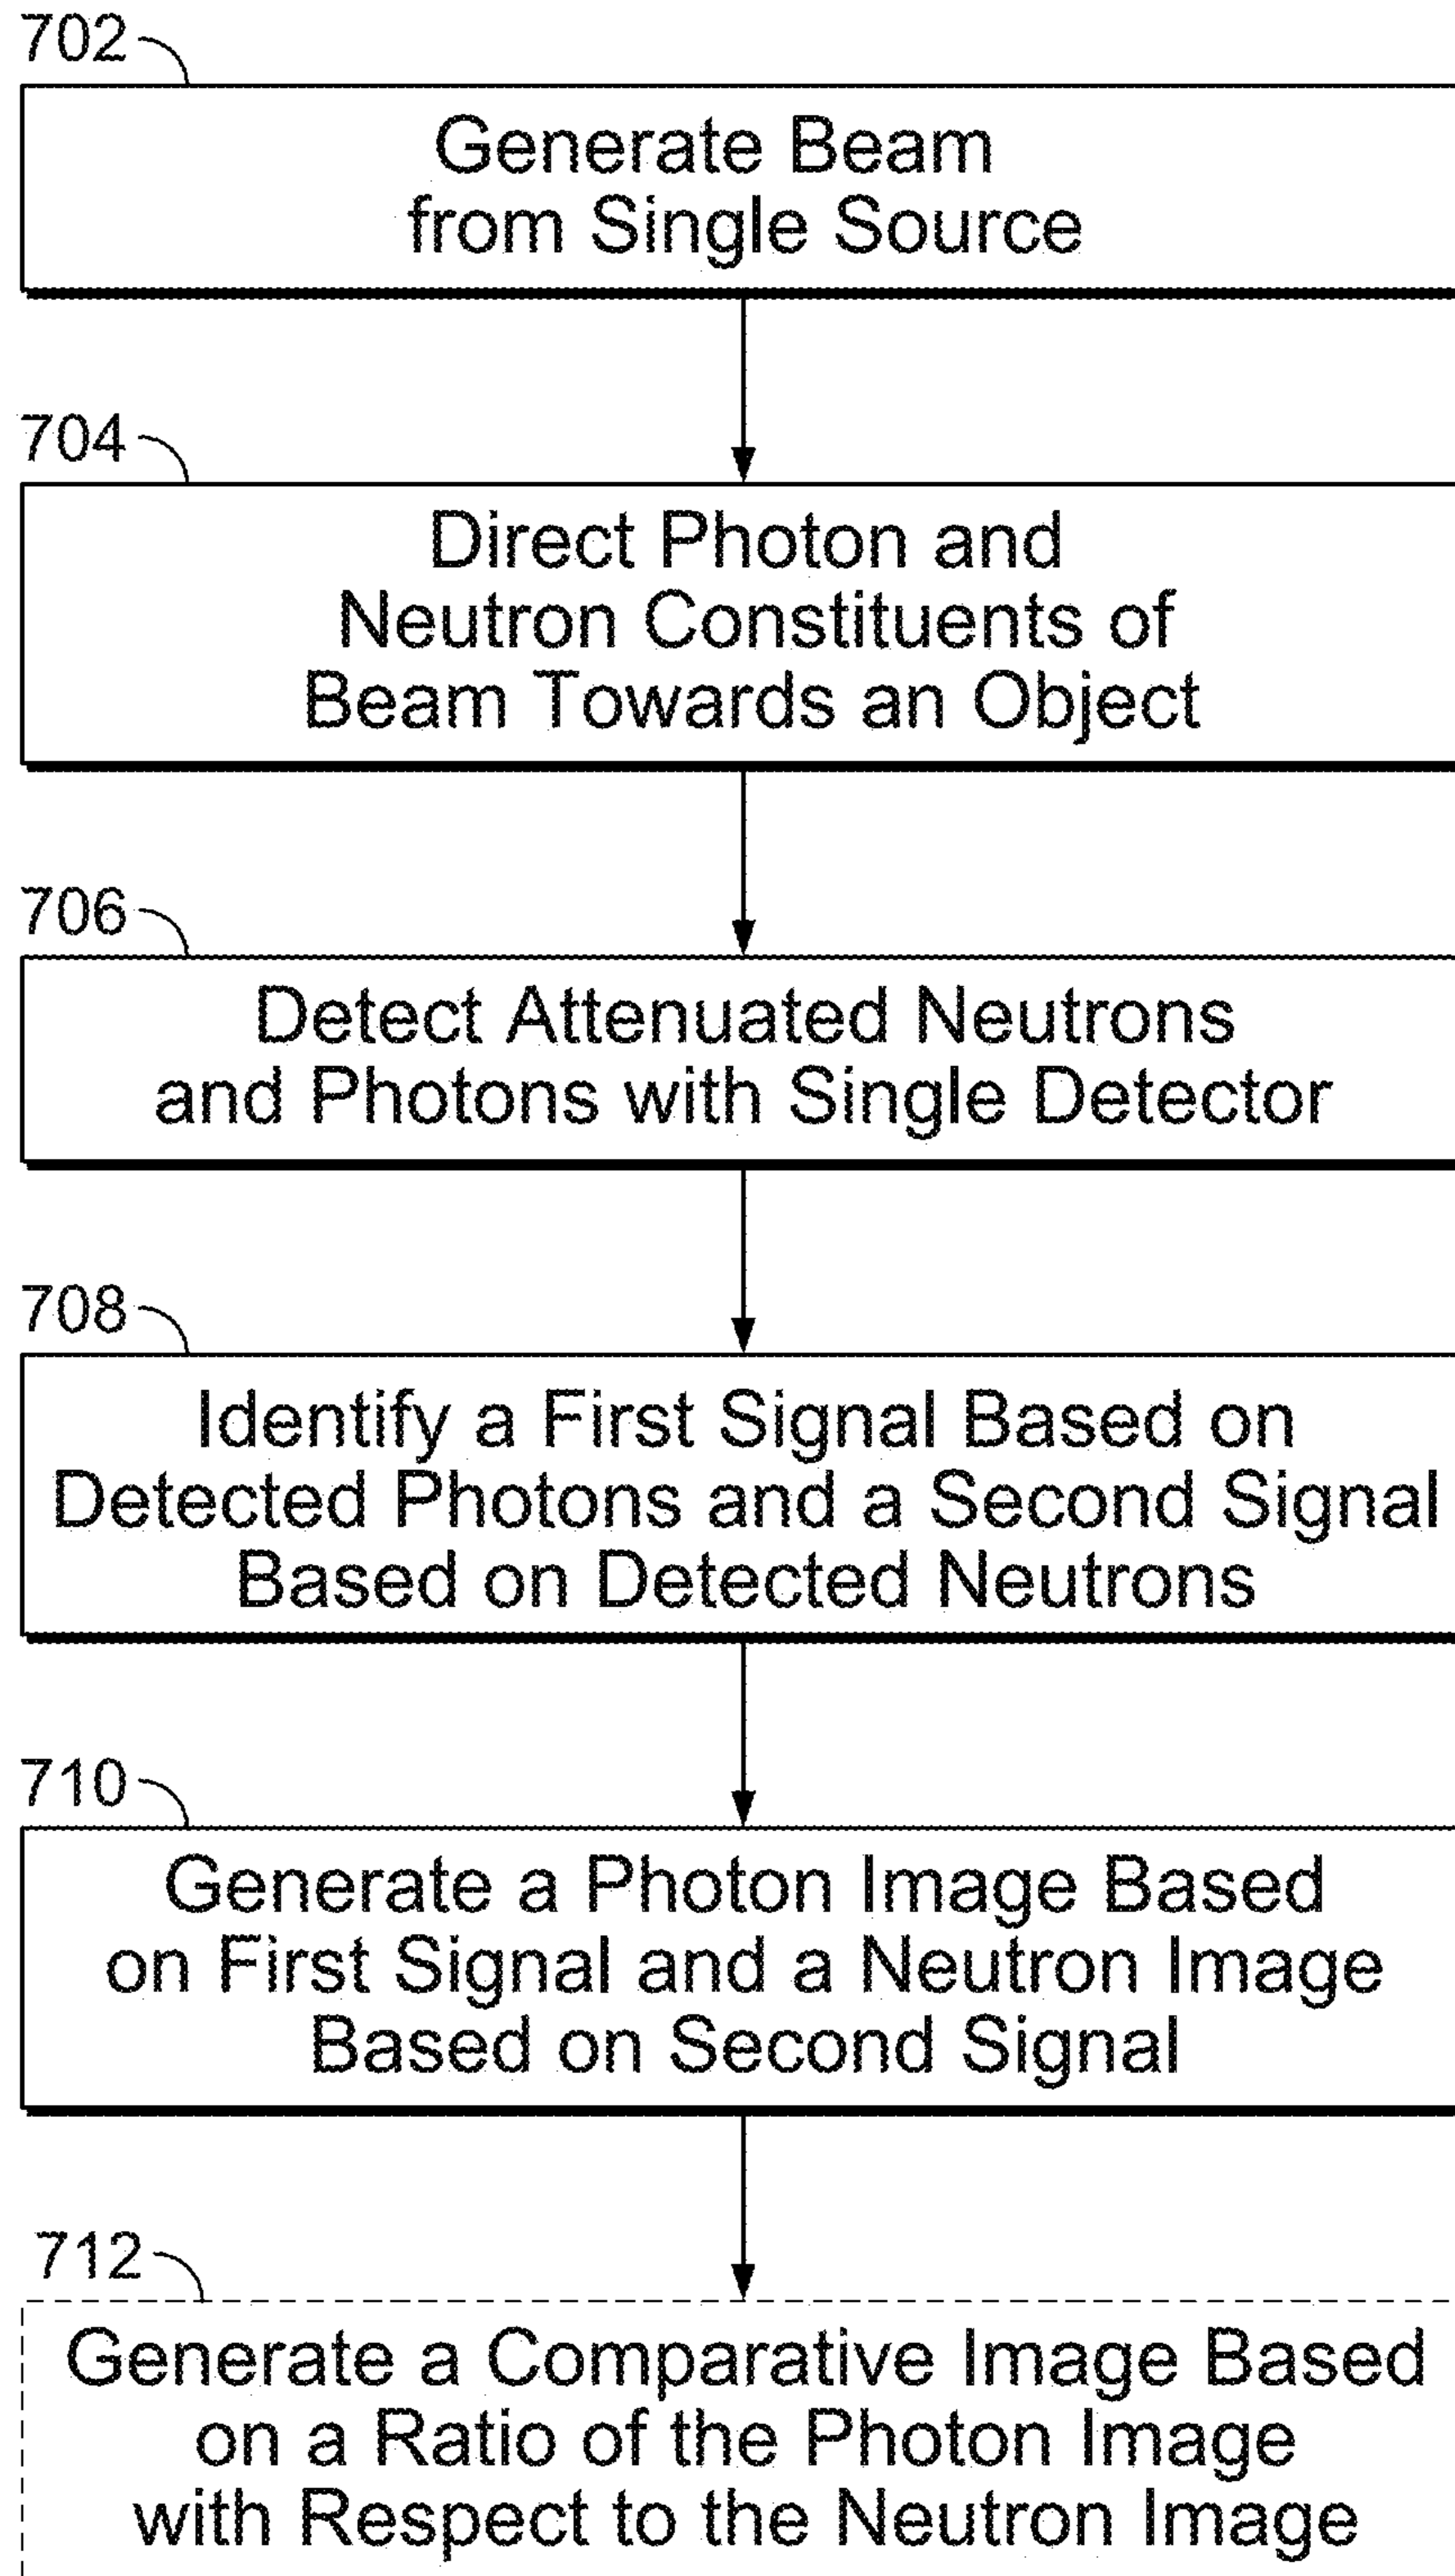 702
Generate Beam
from Single Source
704
Direct Photon and
Neutron Constituents of
Beam Towards an Object
706
Detect Attenuated Neutrons
and Photons with Single Detector
708
Identify a First Signal Based on
Detected Photons and a Second Signal
Based on Detected Neutrons
710
Generate a Photon Image Based
on First Signal and a Neutron Image
Based on Second Signal
712
Generate a Comparative Image Based
on a Ratio of the Photon Image
with Respect to the Neutron Image